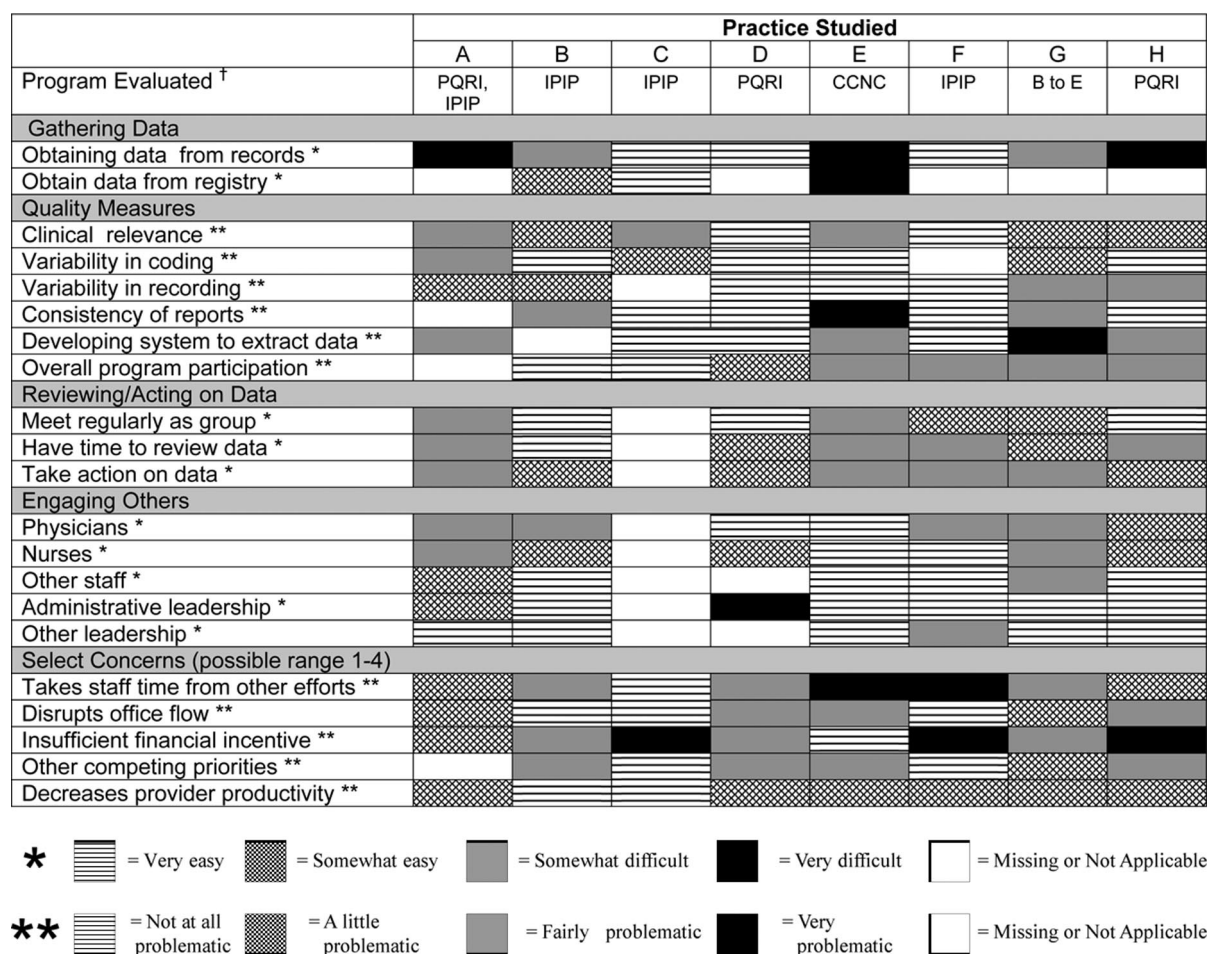 Practice Studied
A B C D E F G H
Program Evaluated † PQRI, IPIP IPIP IPIP PQRI CCNC IPIP B to E PQRI
Gathering Data
Obtaining data from records *
Obtain data from registry *
Quality Measures
Clinical relevance **
Variability in coding **
Variability in recording **
Consistency of reports **
Developing system to extract data **
Overall program participation **
Reviewing/Acting on Data
Meet regularly as group *
Have time to review data *
Take action on data *
Engaging Others
Physicians *
Nurses *
Other staff *
Administrative leadership *
Other leadership *
Select Concerns (possible range 1-4)
Takes staff time from other efforts **
Disrupts office flow **
Insufficient financial incentive **
Other competing priorities **
Decreases provider productivity **
* = Very easy = Somewhat easy = Somewhat difficult = Very difficult = Missing or Not Applicable
** = Not at all problematic = A little problematic = Fairly problematic = Very problematic = Missing or Not Applicable